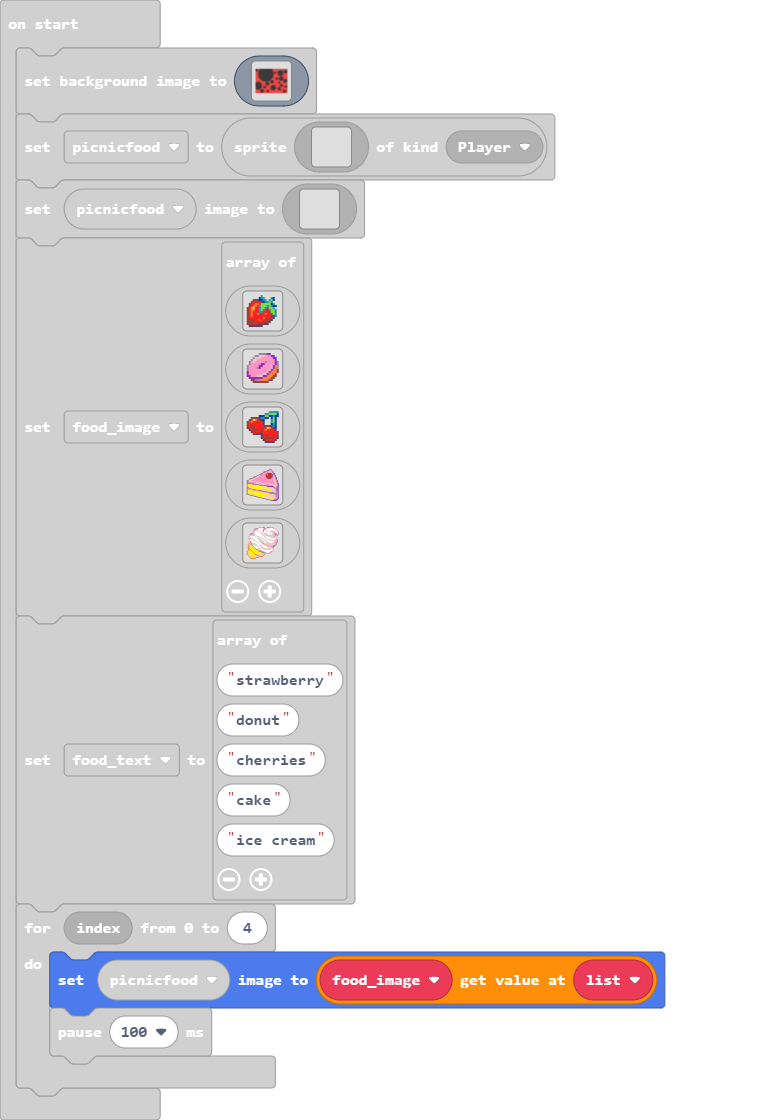 on start
set background image to
set picnicfood to sprite of kind Player
set picnicfood image to
array of
set food_image to
array of
"strawberry"
"donut"
set food_text to "cherries"
"cake"
"ice cream"
for index from 0 to 4
do
set picnicfood image to food_image get value at list
pause 100 ms